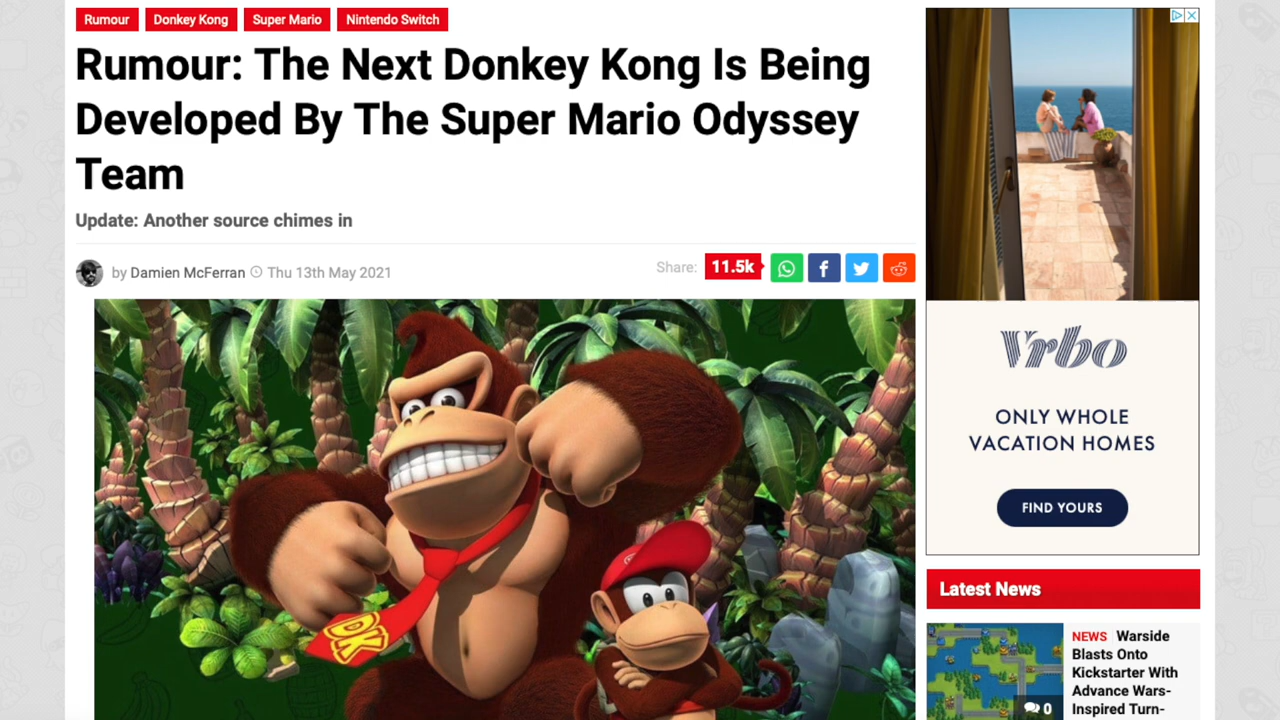 Rumour
Donkey Kong
Super Mario
Nintendo Switch
Rumour: The Next Donkey Kong Is Being
Developed By The Super Mario Odyssey
Team
Update: Another source chimes in
by Damien McFerran Thu 13th May 2021
Share: 11.5k
DK
Vrbo
ONLY WHOLE
VACATION HOMES
FIND YOURS
Latest News
NEWS Warside
Blasts Onto
Kickstarter With
Advance Wars-
Inspired Turn-
0